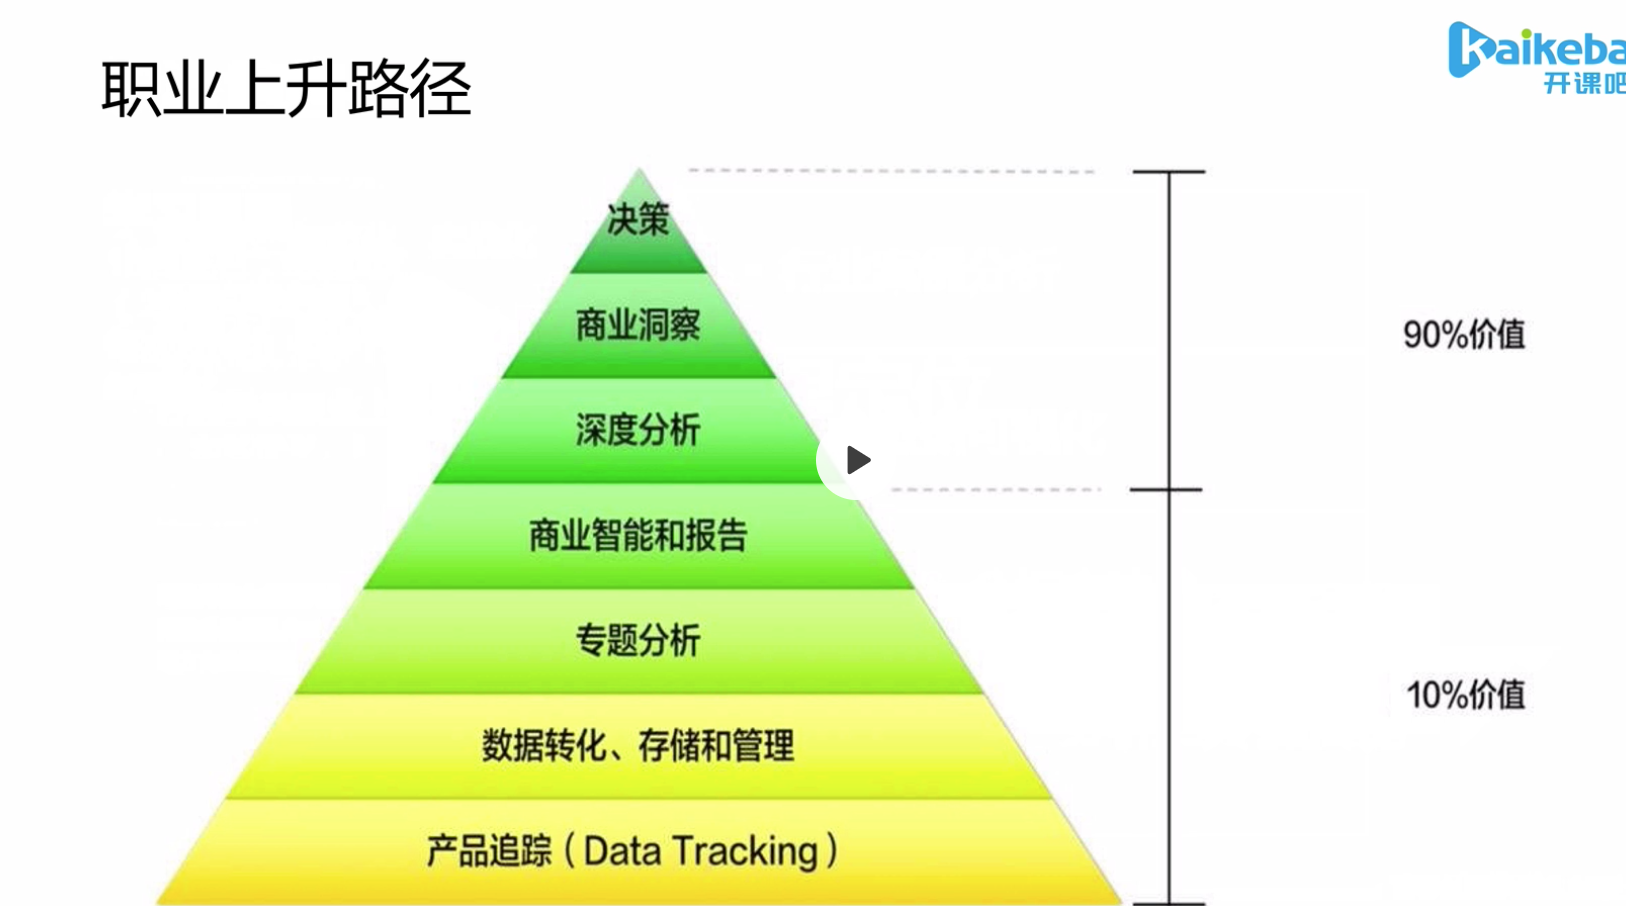 职业上升路径
kaikeba
开课吧
决策
商业洞察
90%价值
深度分析
商业智能和报告
专题分析
10%价值
数据转化、存储和管理
产品追踪（Data Tracking）